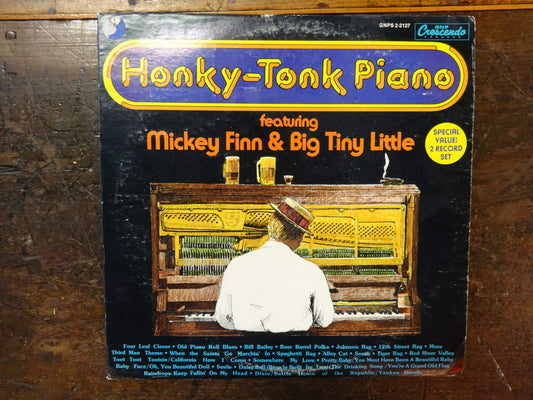 GNPS 2-2127
GNP
Crescendo
RECORDS
Honky-Tonk Piano
featuring
Mickey Finn & Big Tiny Little
SPECIAL
VALUE!
2 RECORD
SET
Four Leaf Clover • Old Piano Roll Blues • Bill Bailey • Beer Barrel Polka • Johnson Rag • 12th Street Rag • More
Third Man Theme • When the Saints Go Marchin' In • Spaghetti Rag • Alley Cat • South • Tiger Rag • Red River Valley
Toot Toot Tootsie/California Here I Come • Somewhere My Love • Pretty Baby/You Must Have Been A Beautiful Baby
Baby Face/Oh, You Beautiful Doll • Smile • Daisy Bell (Bicycle Built for Two)/The Drinking Song/You're A Grand Old Flag
Raindrops Keep Fallin' On My Head • Dixie/Battle Hymn of the Republic/Yankee Doodle